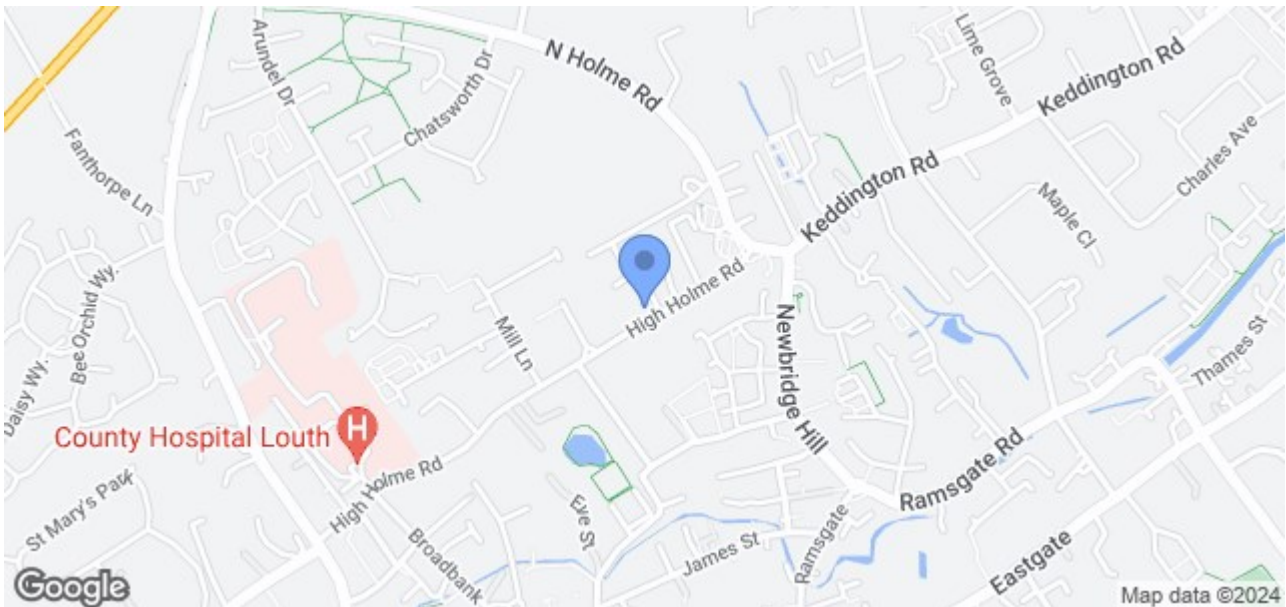 Arundel Dr
N Holme Rd
Lime Grove
Keddington Rd
Chatsworth Dr
Charles Ave
Fanthorpe Ln
Keddington Rd
Maple Cl
Bee Orchid Wy.
High Holme Rd
Mill Ln
Newbridge Hill
Thames St
Daisy Wy.
County Hospital Louth
H
Ramsgate Rd
High Holme Rd
St Mary's Park
Eve St
Ramsgate
James St
Broadbank
Eastgate
Google
Map data ©2024